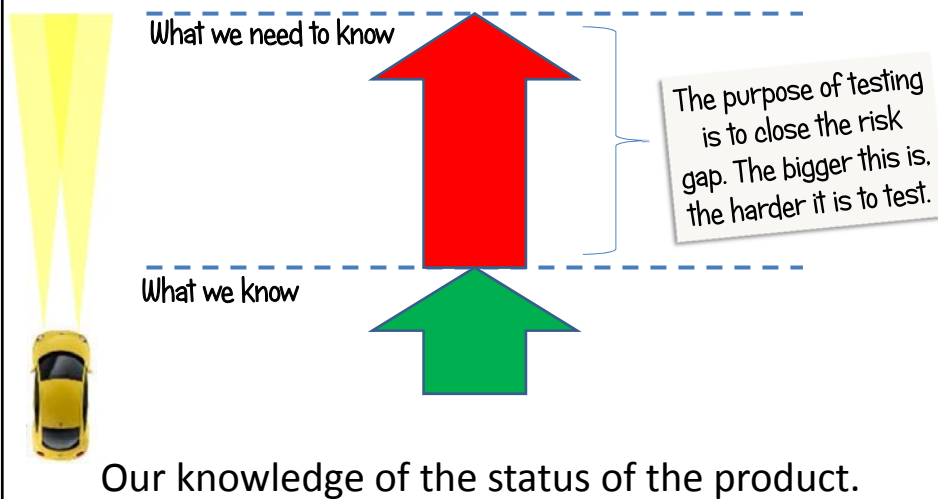 What we need to know
The purpose of testing
is to close the risk
gap. The bigger this is,
the harder it is to test.
What we know
Our knowledge of the status of the product.